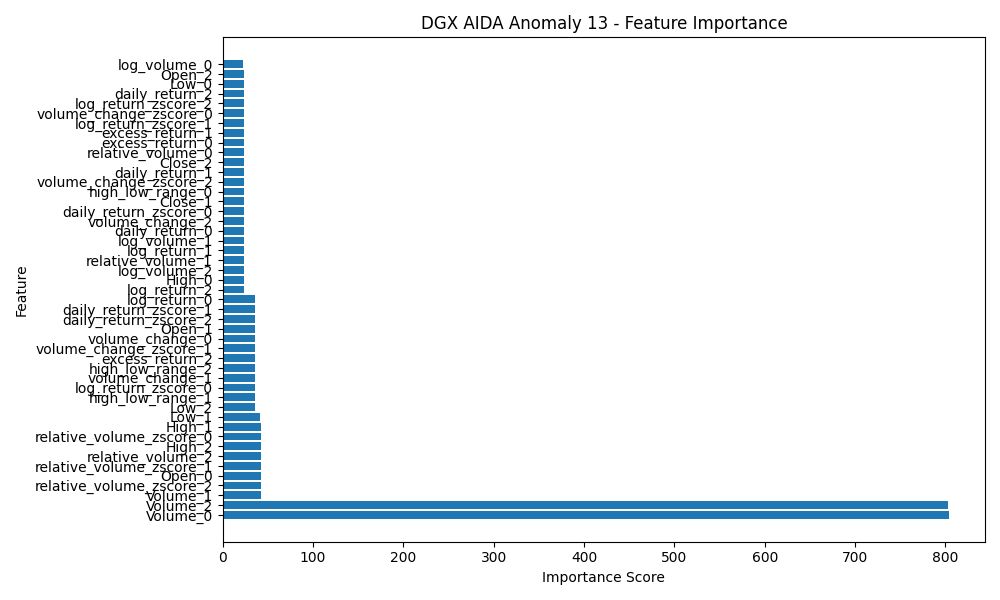 DGX AIDA Anomaly 13 - Feature Importance
Feature
log_volume_0
Open_2
Low_0
daily_return_2
log_return_zscore_2
volume_change_zscore_0
log_return_zscore_1
excess_return_1
excess_return_0
relative_volume_0
Close_2
daily_return_1
volume_change_zscore_2
high_low_range_0
Close_1
daily_return_zscore_0
volume_change_2
daily_return_0
log_volume_1
log_return_1
relative_volume_1
log_volume_2
High_0
log_return_2
log_return_0
daily_return_zscore_1
daily_return_zscore_2
Open_1
volume_change_0
volume_change_zscore_1
excess_return_2
high_low_range_2
volume_change_1
log_return_zscore_0
high_low_range_1
Low_2
Low_1
High_1
relative_volume_zscore_0
High_2
relative_volume_2
relative_volume_zscore_1
Open_0
relative_volume_zscore_2
Volume_1
Volume_2
Volume_0
0 100 200 300 400 500 600 700 800
Importance Score